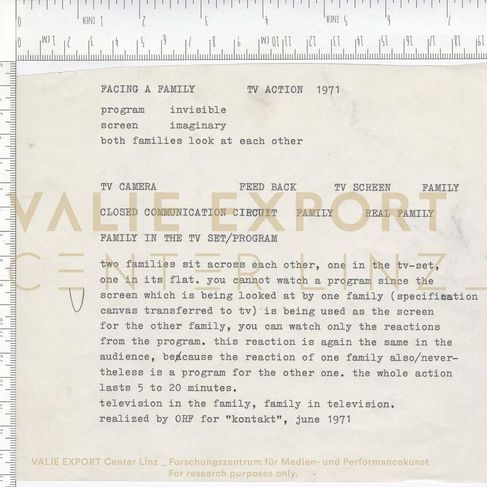 FACING A FAMILY TV ACTION 1971
program invisible
screen imaginary
both families look at each other
TV CAMERA FEED BACK TV SCREEN FAMILY
CLOSED COMMUNICATION CIRCUIT FAMILY REAL FAMILY
FAMILY IN THE TV SET/PROGRAM
VALIE EXPORT
CENTER LINZ_
two families sit across each other, one in the tv-set,
one in its flat. you cannot watch a program since the
screen which is being looked at by one family (specification
canvas transferred to tv) is being used as the screen
for the other family, you can watch only the reactions
from the program. this reaction is again the same in the
audience, because the reaction of one family also/never-
theless is a program for the other one. the whole action
lasts 5 to 20 minutes.
television in the family, family in television.
realized by ORF for "kontakt", june 1971
VALIE EXPORT Center Linz _ Forschungszentrum für Medien- und Performancekunst
For research purposes only.